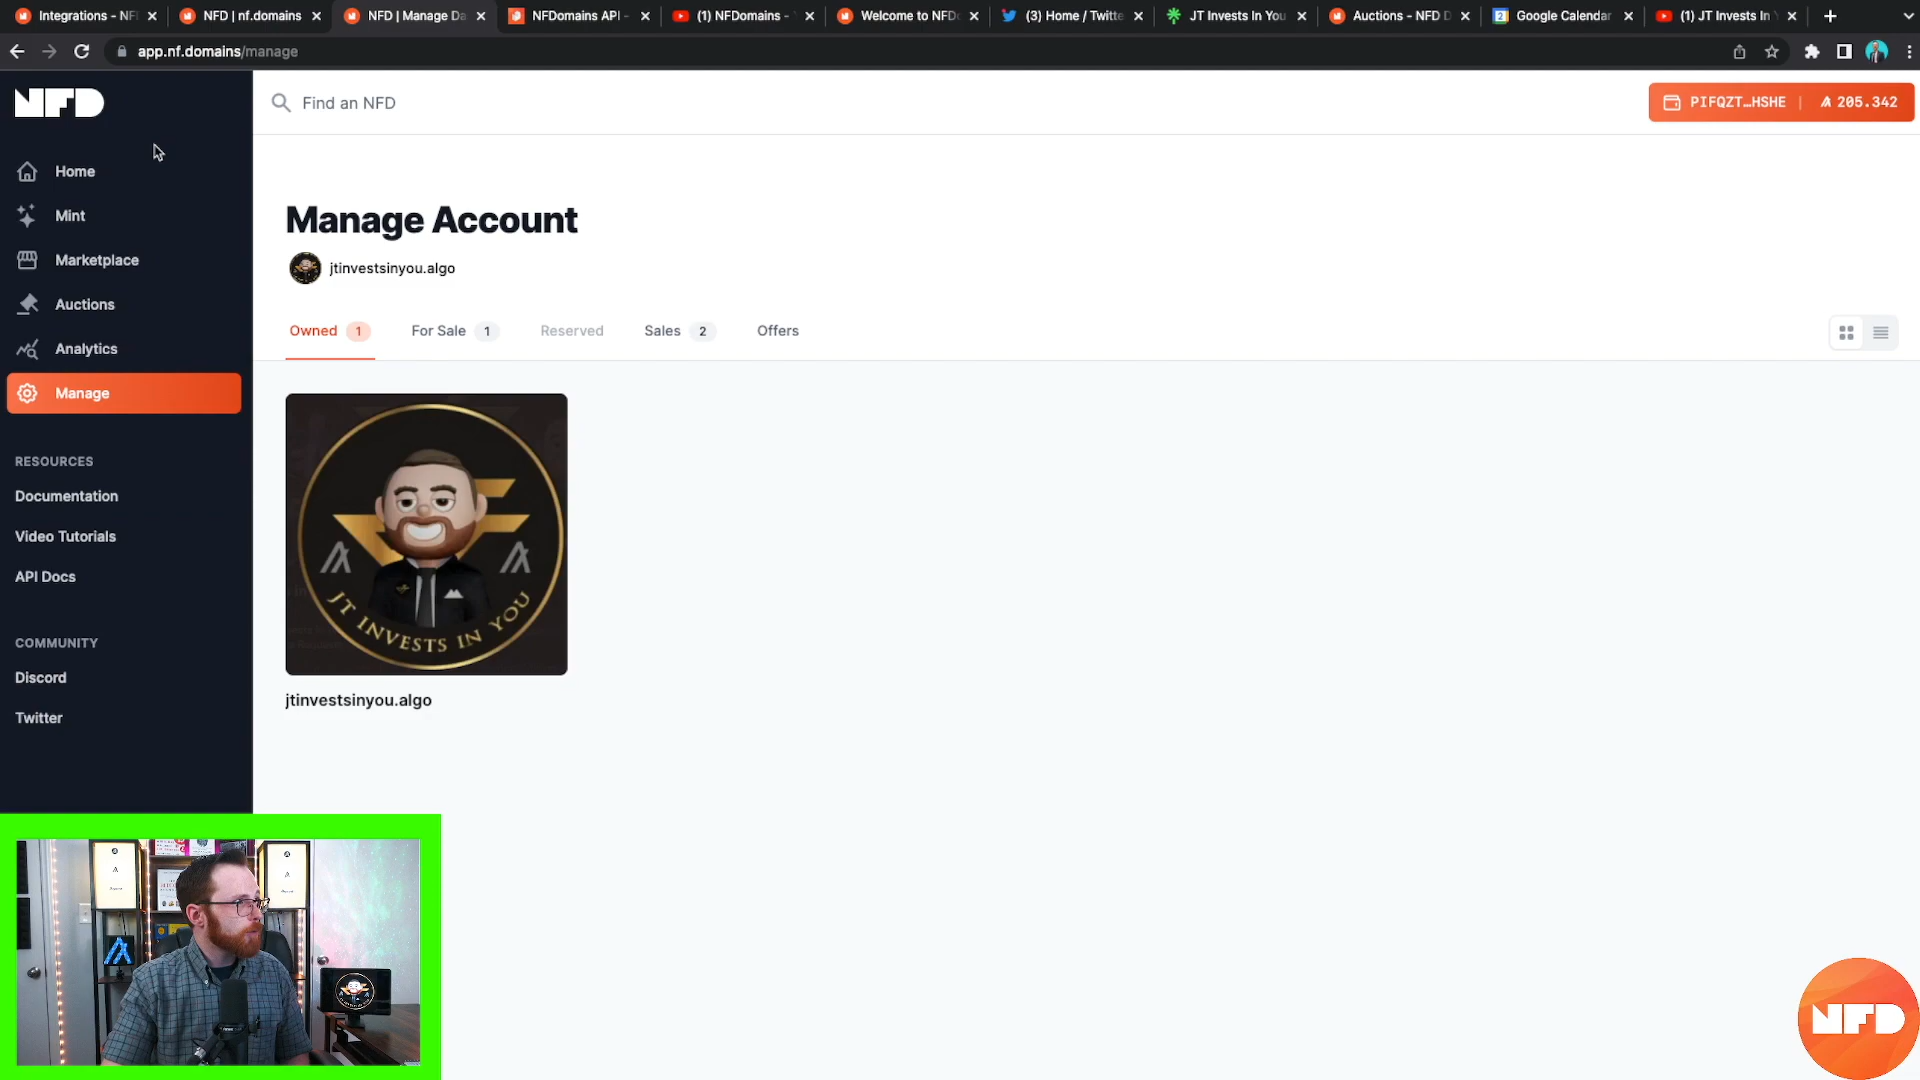 Integrations - NF
NFD | nf.domains
NFD | Manage Da
NFDomains API -
(1) NFDomains -
Welcome to NFDo
(3) Home / Twitte
JT Invests In You
Auctions - NFD D
Google Calendar
(1) JT Invests In
app.nf.domains/manage
NFD
Find an NFD
PIFQZT…HSHE | 205.342
Home
Mint
Marketplace
Auctions
Analytics
Manage
RESOURCES
Documentation
Video Tutorials
API Docs
COMMUNITY
Discord
Twitter
Manage Account
jtinvestsinyou.algo
Owned 1
For Sale 1
Reserved
Sales 2
Offers
JT INVESTS IN YOU
jtinvestsinyou.algo
NFD